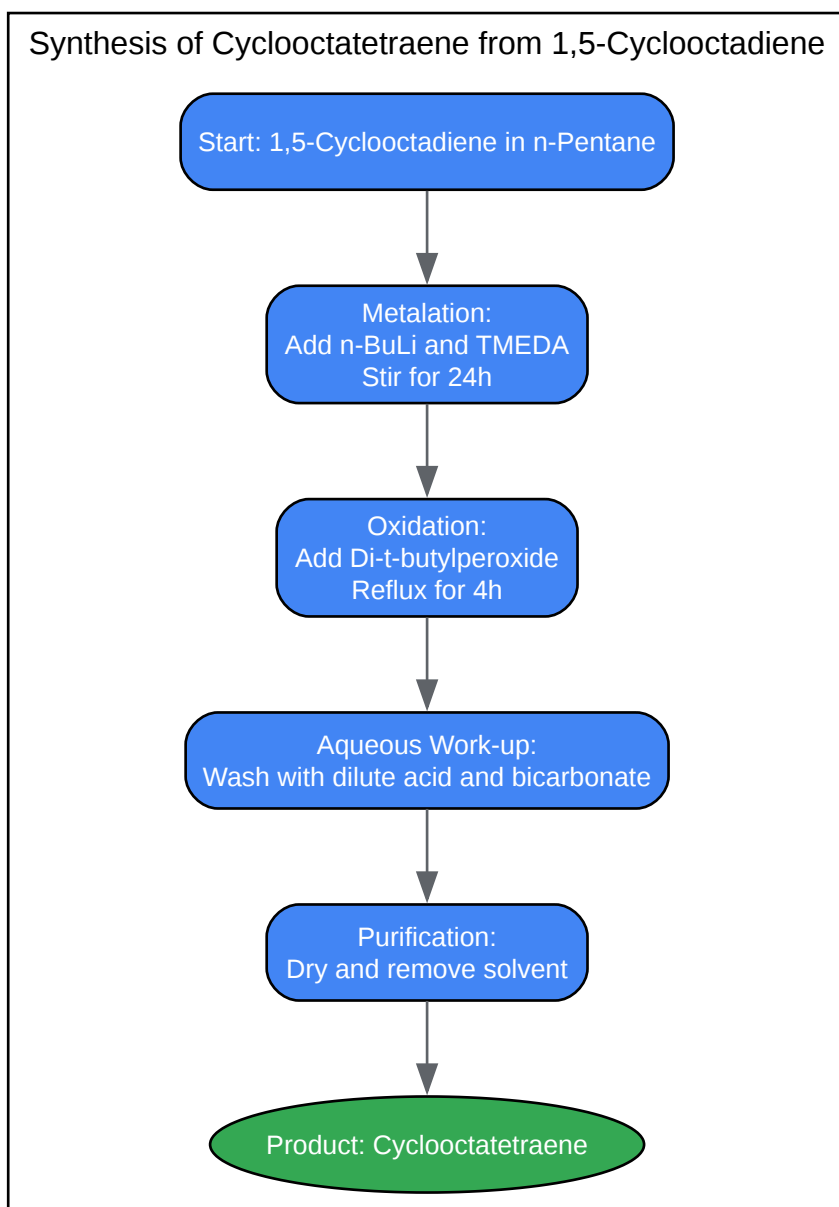 Synthesis of Cyclooctatetraene from 1,5-Cyclooctadiene
Start: 1,5-Cyclooctadiene in n-Pentane
Metalation:
Add n-BuLi and TMEDA
Stir for 24h
Oxidation:
Add Di-t-butylperoxide
Reflux for 4h
Aqueous Work-up:
Wash with dilute acid and bicarbonate
Purification:
Dry and remove solvent
Product: Cyclooctatetraene